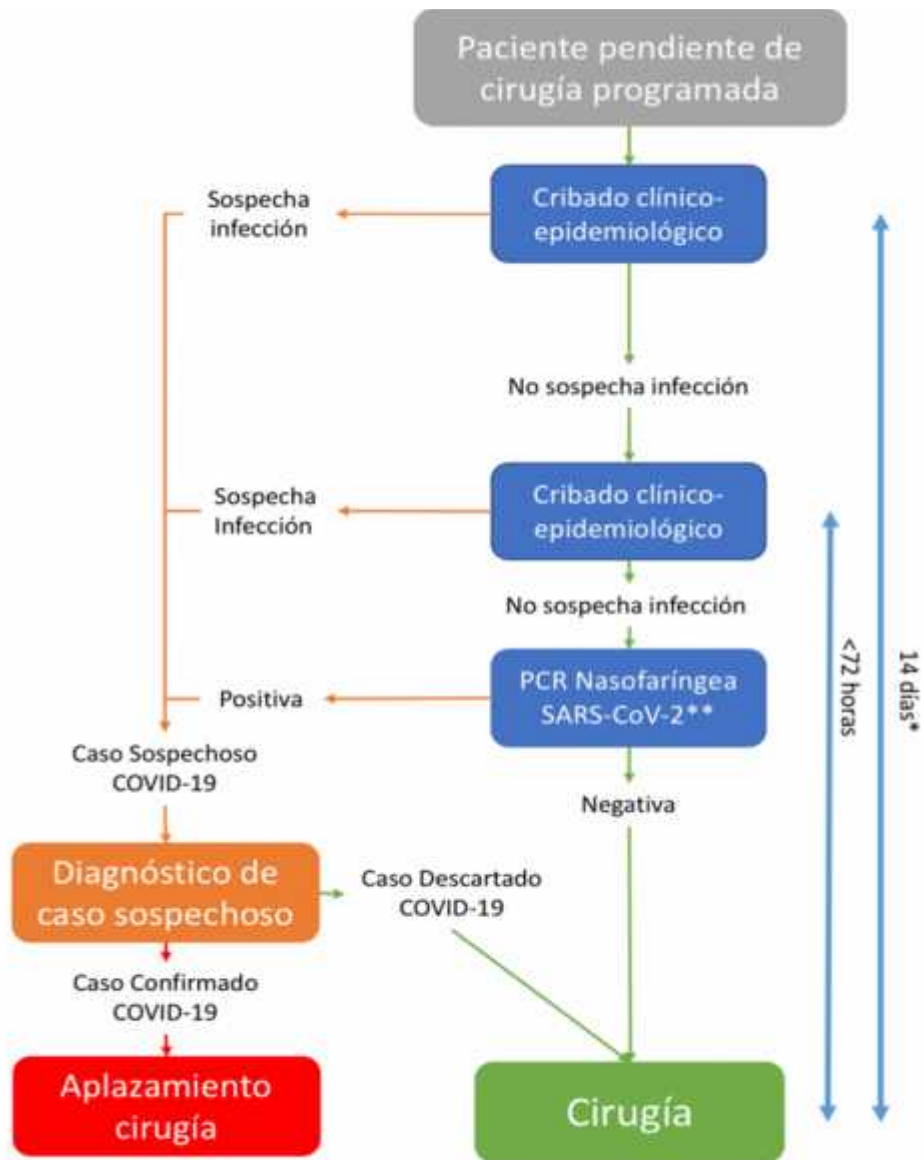 Paciente pendiente de
cirugía programada
Cribado clínico-
epidemiológico
Sospecha
infección
No sospecha infección
Cribado clínico-
epidemiológico
Sospecha
Infección
No sospecha infección
PCR Nasofaríngea
SARS-CoV-2**
Positiva
<72 horas
14 días*
Caso Sospechoso
COVID-19
Negativa
Diagnóstico de
caso sospechoso
Caso Descartado
COVID-19
Caso Confirmado
COVID-19
Aplazamiento
cirugía
Cirugía